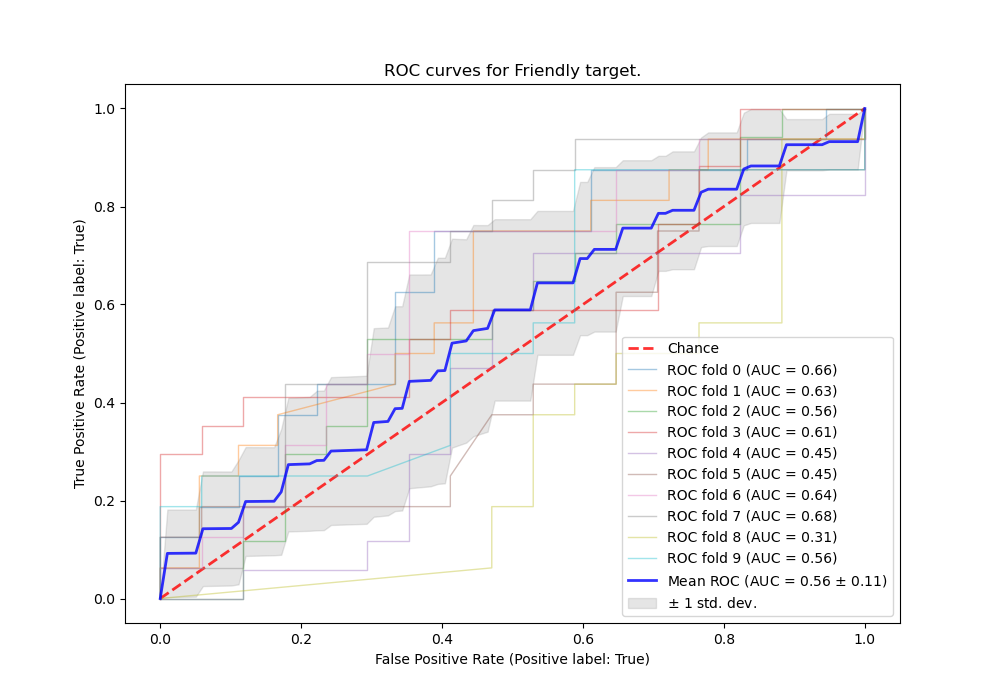 ROC curves for Friendly target.
True Positive Rate (Positive label: True)
1.0
0.8
0.6
0.4
0.2
0.0
Chance
ROC fold 0 (AUC = 0.66)
ROC fold 1 (AUC = 0.63)
ROC fold 2 (AUC = 0.56)
ROC fold 3 (AUC = 0.61)
ROC fold 4 (AUC = 0.45)
ROC fold 5 (AUC = 0.45)
ROC fold 6 (AUC = 0.64)
ROC fold 7 (AUC = 0.68)
ROC fold 8 (AUC = 0.31)
ROC fold 9 (AUC = 0.56)
Mean ROC (AUC = 0.56 ± 0.11)
± 1 std. dev.
0.0 0.2 0.4 0.6 0.8 1.0
False Positive Rate (Positive label: True)